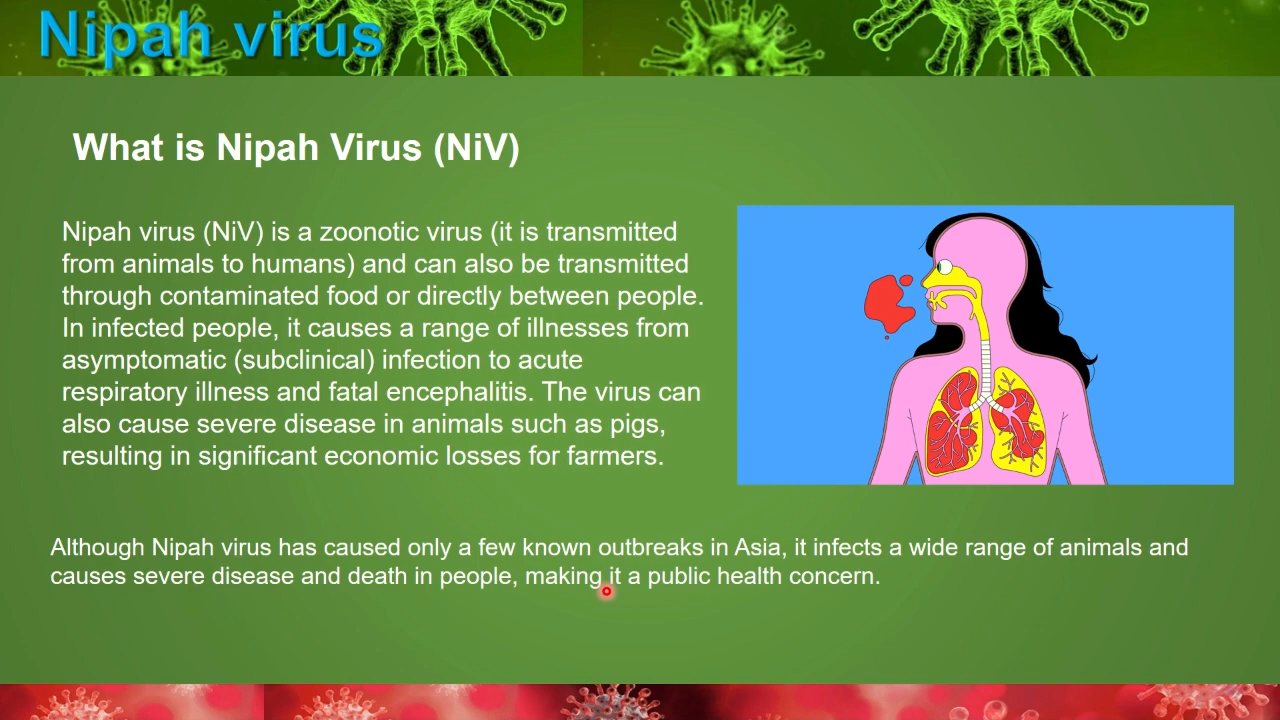 Nipah virus
What is Nipah Virus (NiV)
Nipah virus (NiV) is a zoonotic virus (it is transmitted
from animals to humans) and can also be transmitted
through contaminated food or directly between people.
In infected people, it causes a range of illnesses from
asymptomatic (subclinical) infection to acute
respiratory illness and fatal encephalitis. The virus can
also cause severe disease in animals such as pigs,
resulting in significant economic losses for farmers.
Although Nipah virus has caused only a few known outbreaks in Asia, it infects a wide range of animals and
causes severe disease and death in people, making it a public health concern.